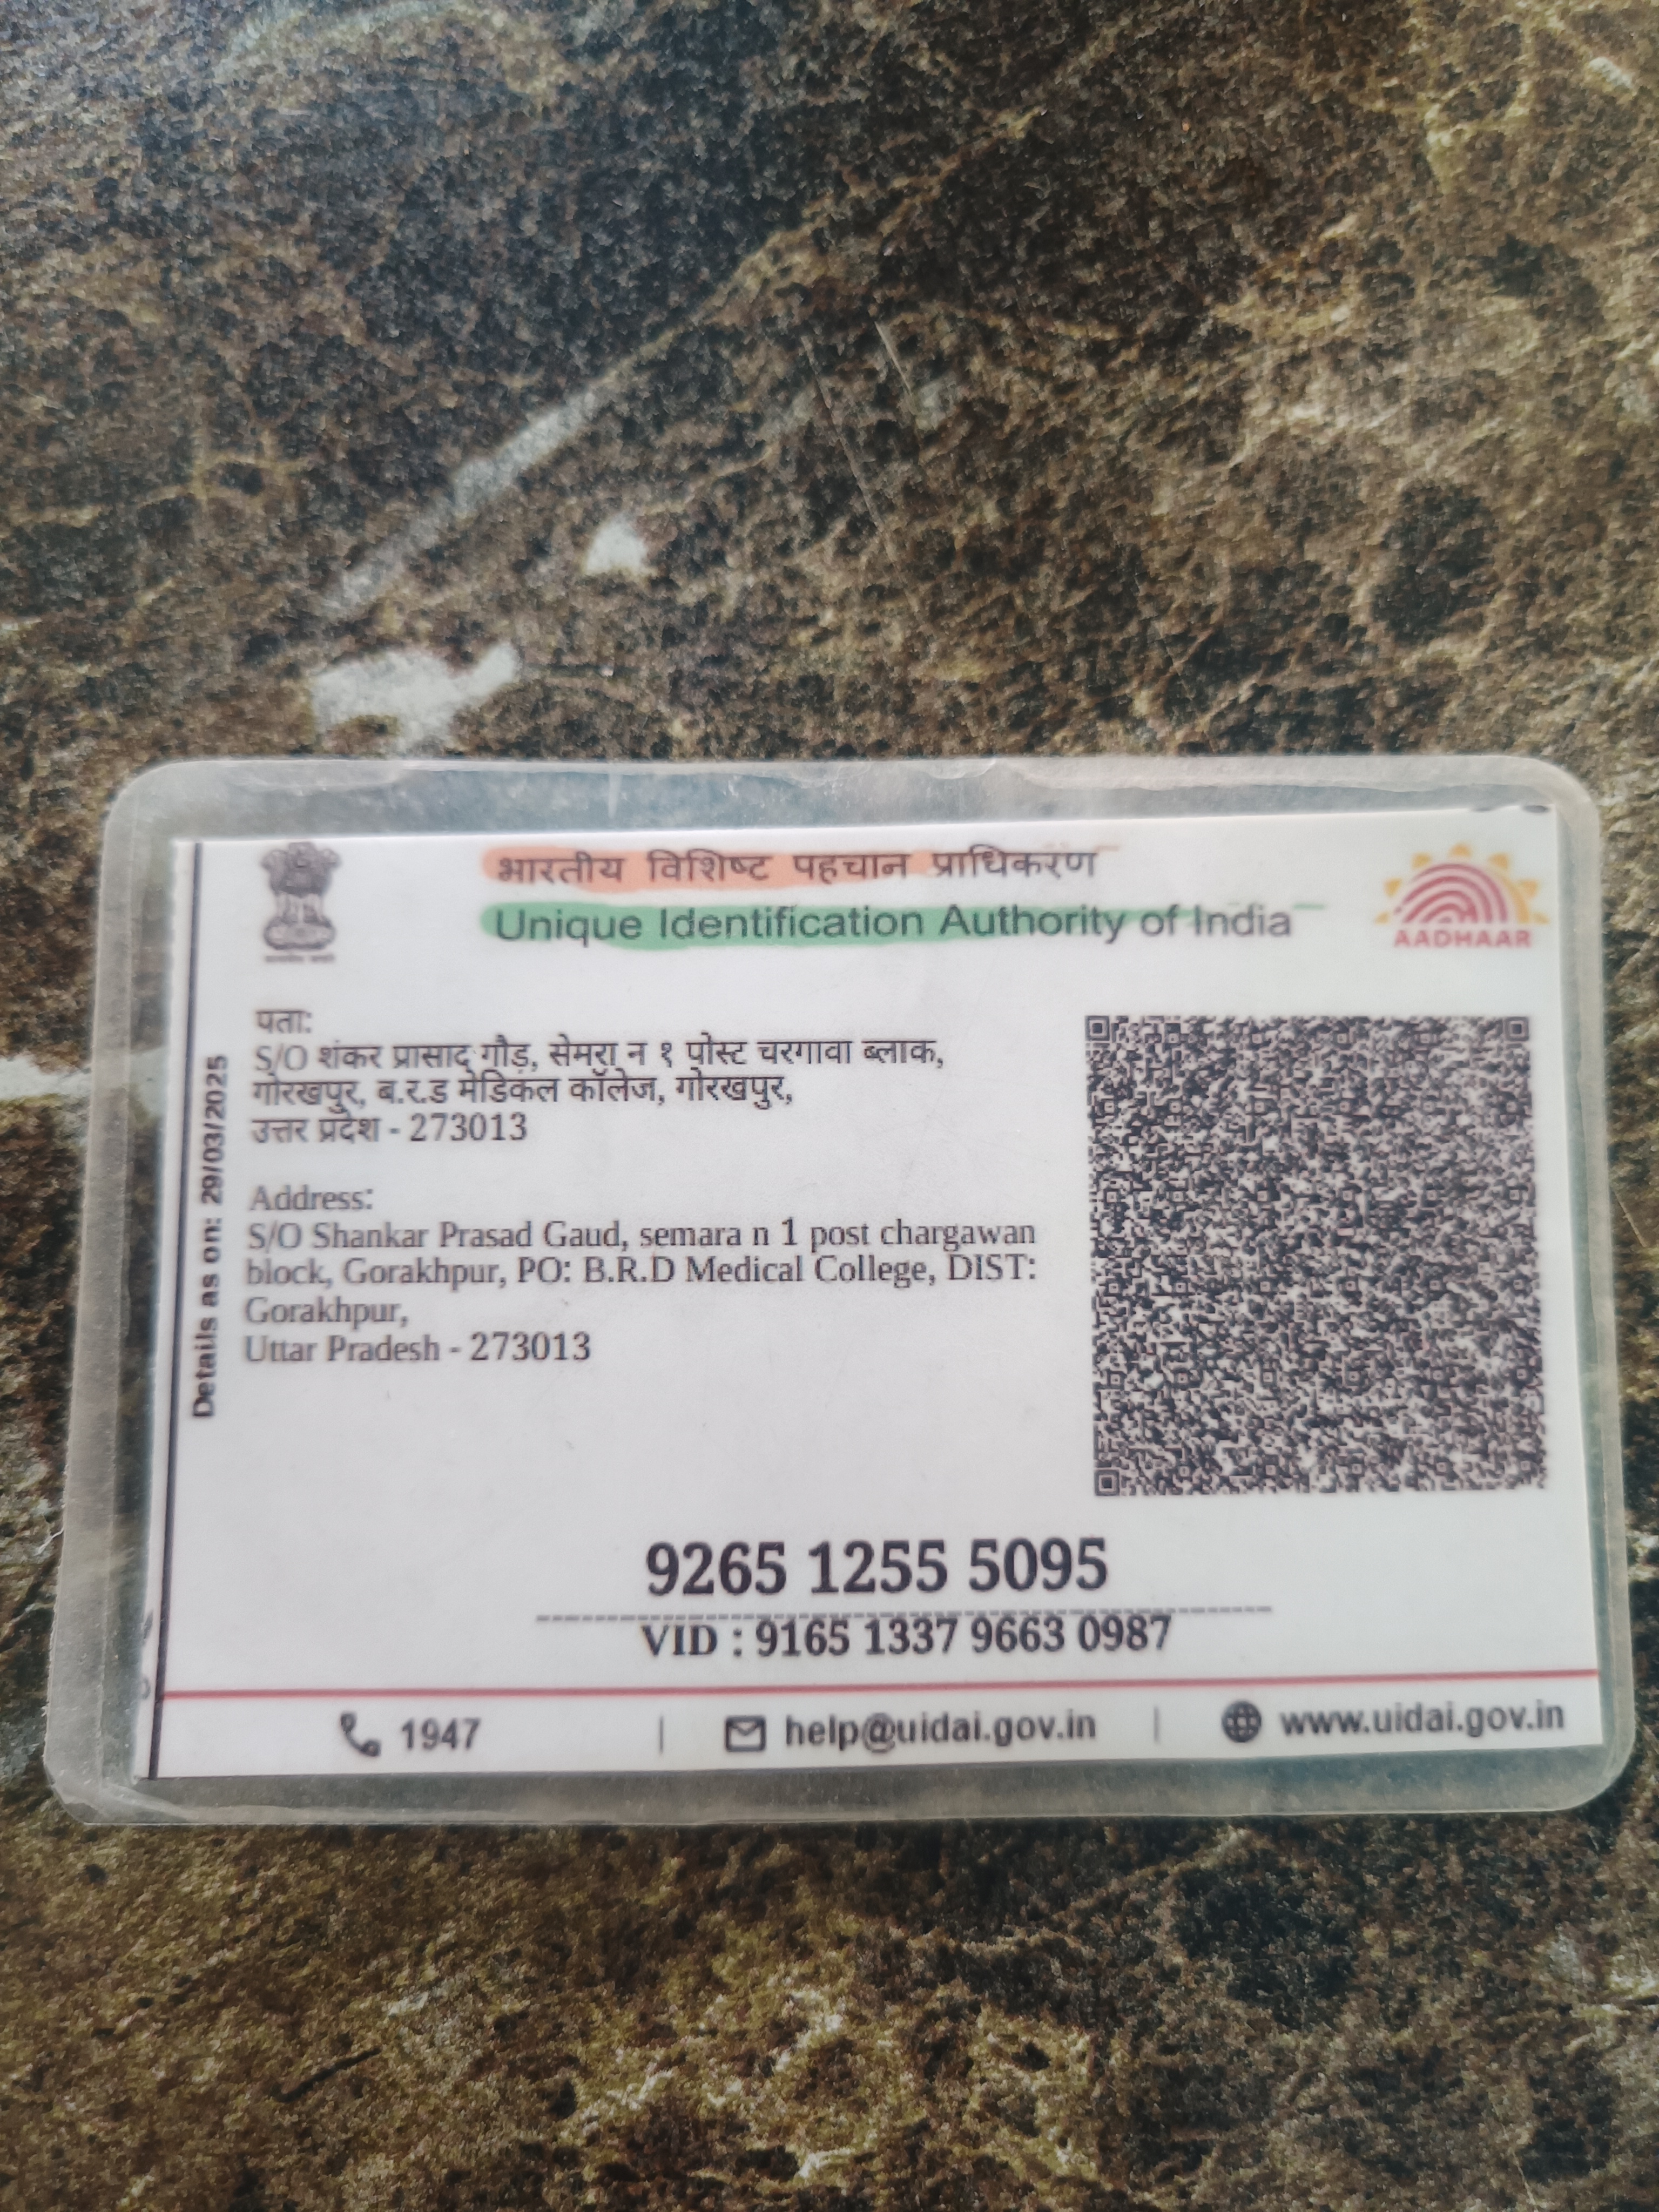 भारतीय विशिष्ट पहचान प्राधिकरण
Unique Identification Authority of India
AADHAAR
Details as on: 29/03/2025
पता:
S/O शंकर प्रासाद गौड़, सेमरा न १ पोस्ट चरगावा ब्लाक,
गोरखपुर, ब.र.ड मेडिकल कॉलेज, गोरखपुर,
उत्तर प्रदेश - 273013
Address:
S/O Shankar Prasad Gaud, semara n 1 post chargawan
block, Gorakhpur, PO: B.R.D Medical College, DIST:
Gorakhpur,
Uttar Pradesh - 273013
9265 1255 5095
VID : 9165 1337 9663 0987
1947 | help@uidai.gov.in | www.uidai.gov.in